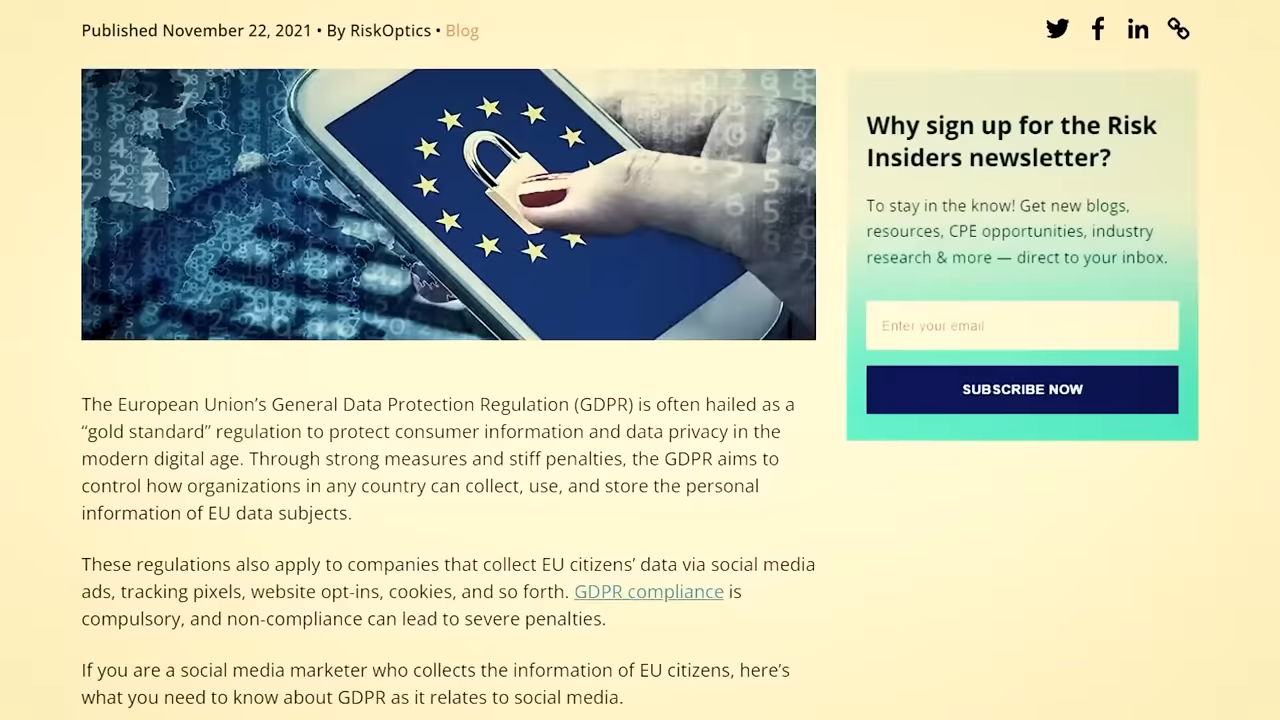 Published November 22, 2021 • By RiskOptics • Blog
The European Union’s General Data Protection Regulation (GDPR) is often hailed as a
“gold standard” regulation to protect consumer information and data privacy in the
modern digital age. Through strong measures and stiff penalties, the GDPR aims to
control how organizations in any country can collect, use, and store the personal
information of EU data subjects.
These regulations also apply to companies that collect EU citizens’ data via social media
ads, tracking pixels, website opt-ins, cookies, and so forth. GDPR compliance is
compulsory, and non-compliance can lead to severe penalties.
If you are a social media marketer who collects the information of EU citizens, here’s
what you need to know about GDPR as it relates to social media.
Why sign up for the Risk
Insiders newsletter?
To stay in the know! Get new blogs,
resources, CPE opportunities, industry
research & more — direct to your inbox.
Enter your email
SUBSCRIBE NOW